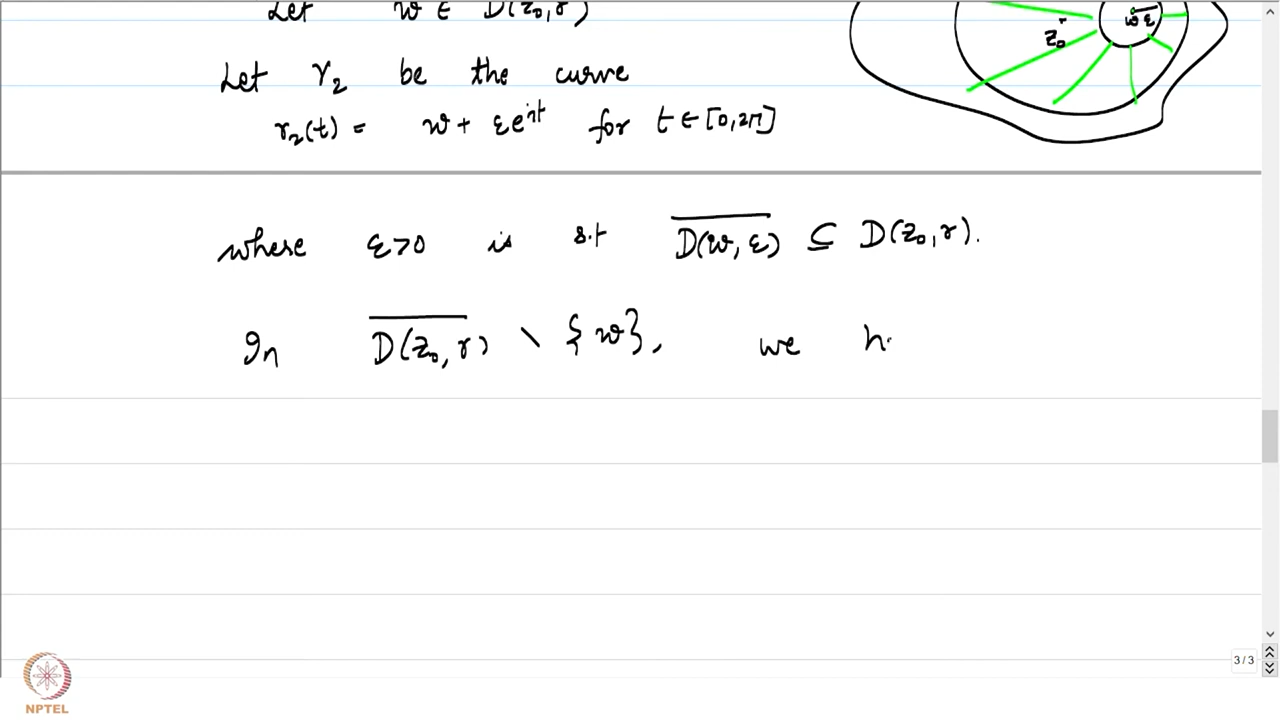 Let w ∈ D(z₀, r)
z₀ w ε
Let γ₂ be the curve
γ₂(t) = w + εe^{it} for t ∈ [0, 2π]
where ε>0 is s.t \overline{D(w, ε)} ⊆ D(z₀, r).
In \overline{D(z₀, r)} \ {w}, we h
3 / 3
NPTEL